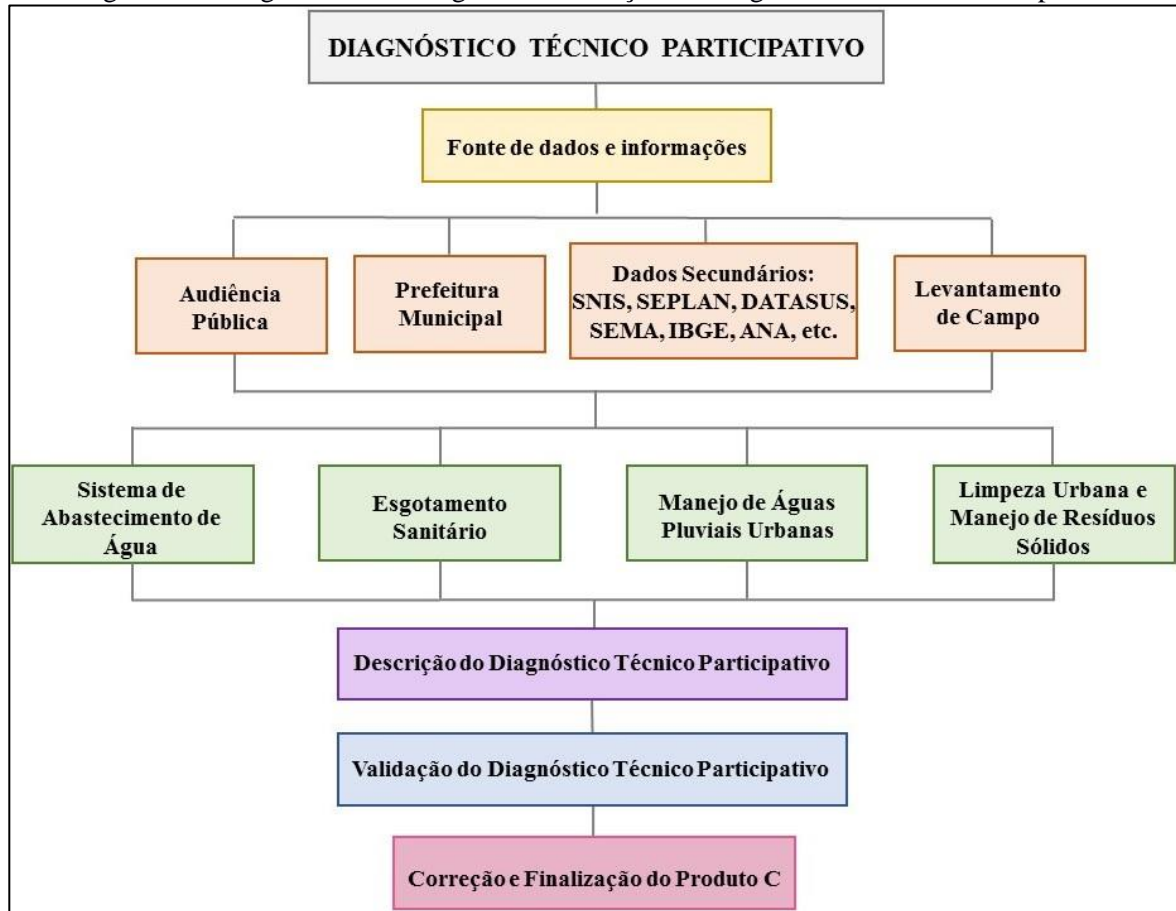 DIAGNÓSTICO TÉCNICO PARTICIPATIVO
Fonte de dados e informações
Audiência
Pública
Prefeitura
Municipal
Dados Secundários:
SNIS, SEPLAN, DATASUS,
SEMA, IBGE, ANA, etc.
Levantamento
de Campo
Sistema de
Abastecimento de
Água
Esgotamento
Sanitário
Manejo de Águas
Pluviais Urbanas
Limpeza Urbana e
Manejo de Resíduos
Sólidos
Descrição do Diagnóstico Técnico Participativo
Validação do Diagnóstico Técnico Participativo
Correção e Finalização do Produto C